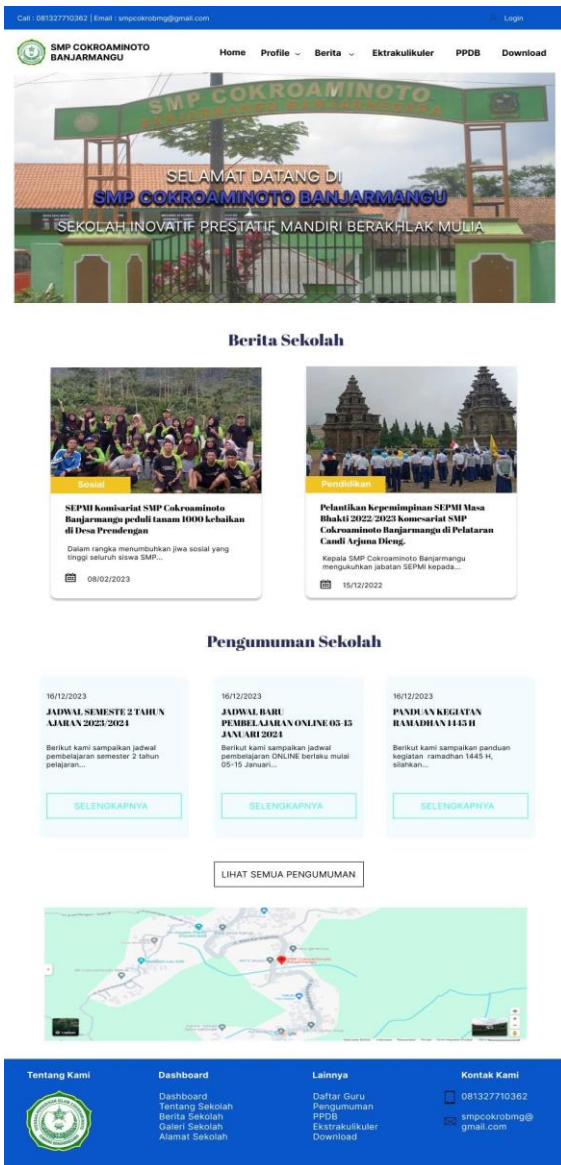 Call : 081327710362 | Email : smpcokrobmg@gmail.com
Login
SMP COKROAMINOTO
BANJARMANGU
Home Profile Berita Ektrakulikuler PPDB Download
SMP COKROAMINOTO
BANJARMANGU BANJARNEGARA
SELAMAT DATANG DI
SMP COKROAMINOTO BANJARMANGU
SEKOLAH INOVATIF PRESTATIF MANDIRI BERAKHLAK MULIA
Berita Sekolah
Sosial
SEPMI Komisariat SMP Cokroaminoto
Banjarmangu peduli tanam 1000 kebaikan
di Desa Prendengan
Dalam rangka menumbuhkan jiwa sosial yang
tinggi seluruh siswa SMP...
08/02/2023
Pendidikan
Pelantikan Kepemimpinan SEPMI Masa
Bhakti 2022/2023 Komesariat SMP
Cokroaminoto Banjarmangu di Pelataran
Candi Arjuna Dieng.
Kepala SMP Cokroaminoto Banjarmangu
mengukuhkan jabatan SEPMI kepada...
15/12/2022
Pengumuman Sekolah
16/12/2023
JADWAL SEMESTE 2 TAHUN
AJARAN 2023/2024
Berikut kami sampaikan jadwal
pembelajaran semester 2 tahun
pelajaran...
SELENGKAPNYA
16/12/2023
JADWAL BARU
PEMBELAJARAN ONLINE 05-15
JANUARI 2024
Berikut kami sampaikan jadwal
pembelajaran ONLINE berlaku mulai
05-15 Januari...
SELENGKAPNYA
16/12/2023
PANDUAN KEGIATAN
RAMADHAN 1445 H
Berikut kami sampaikan panduan
kegiatan ramadhan 1445 H,
silahkan...
SELENGKAPNYA
LIHAT SEMUA PENGUMUMAN
Tentang Kami
Dashboard
Dashboard
Tentang Sekolah
Berita Sekolah
Galeri Sekolah
Alamat Sekolah
Lainnya
Daftar Guru
Pengumuman
PPDB
Ekstrakulikuler
Download
Kontak Kami
081327710362
smpcokrobmg@
gmail.com